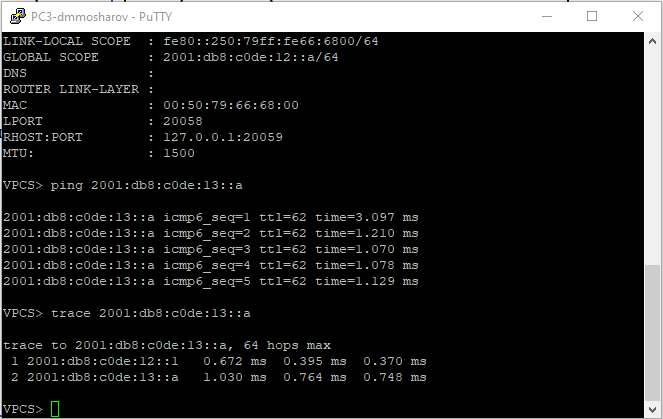 PC3-dmmosharov - PuTTY
LINK-LOCAL SCOPE  : fe80::250:79ff:fe66:6800/64
GLOBAL SCOPE      : 2001:db8:c0de:12::a/64
DNS               :
ROUTER LINK-LAYER :
MAC               : 00:50:79:66:68:00
LPORT             : 20058
RHOST:PORT        : 127.0.0.1:20059
MTU:              : 1500
VPCS> ping 2001:db8:c0de:13::a
2001:db8:c0de:13::a icmp6_seq=1 ttl=62 time=3.097 ms
2001:db8:c0de:13::a icmp6_seq=2 ttl=62 time=1.210 ms
2001:db8:c0de:13::a icmp6_seq=3 ttl=62 time=1.070 ms
2001:db8:c0de:13::a icmp6_seq=4 ttl=62 time=1.078 ms
2001:db8:c0de:13::a icmp6_seq=5 ttl=62 time=1.129 ms
VPCS> trace 2001:db8:c0de:13::a
trace to 2001:db8:c0de:13::a, 64 hops max
 1 2001:db8:c0de:12::1   0.672 ms  0.395 ms  0.370 ms
 2 2001:db8:c0de:13::a   1.030 ms  0.764 ms  0.748 ms
VPCS>